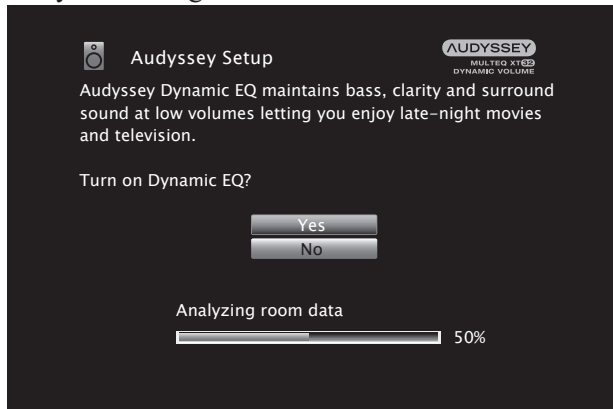 Audyssey Setup
AUDYSSEY
MULTEQ XT32
DYNAMIC VOLUME
Audyssey Dynamic EQ maintains bass, clarity and surround
sound at low volumes letting you enjoy late-night movies
and television.
Turn on Dynamic EQ?
Yes
No
Analyzing room data
50%